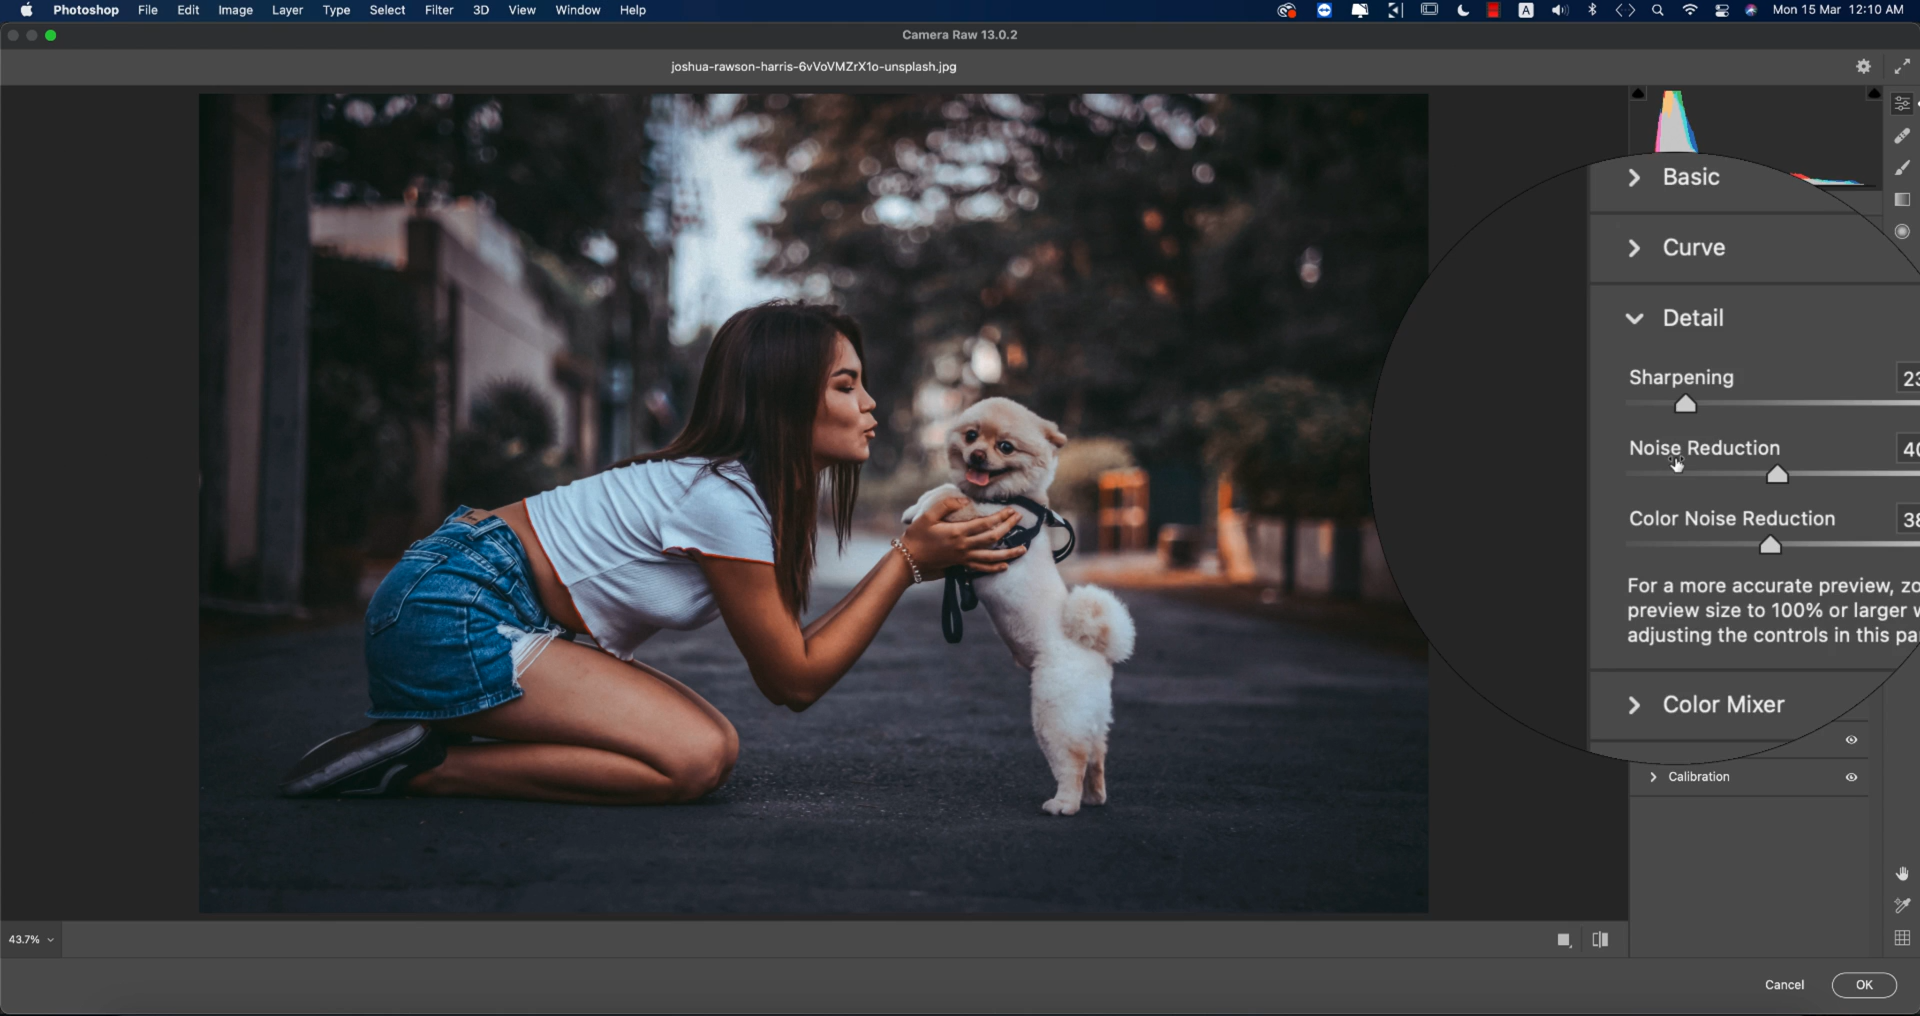 Photoshop File Edit Image Layer Type Select Filter 3D View Window Help A Mon 15 Mar 12:10 AM
Camera Raw 13.0.2
joshua-rawson-harris-6vVoVMZrX1o-unsplash.jpg
Basic
Curve
Detail
Sharpening 23
Noise Reduction 40
Color Noise Reduction 38
For a more accurate preview, zo
preview size to 100% or larger w
adjusting the controls in this pa
Color Mixer
Calibration
43.7%
Cancel OK